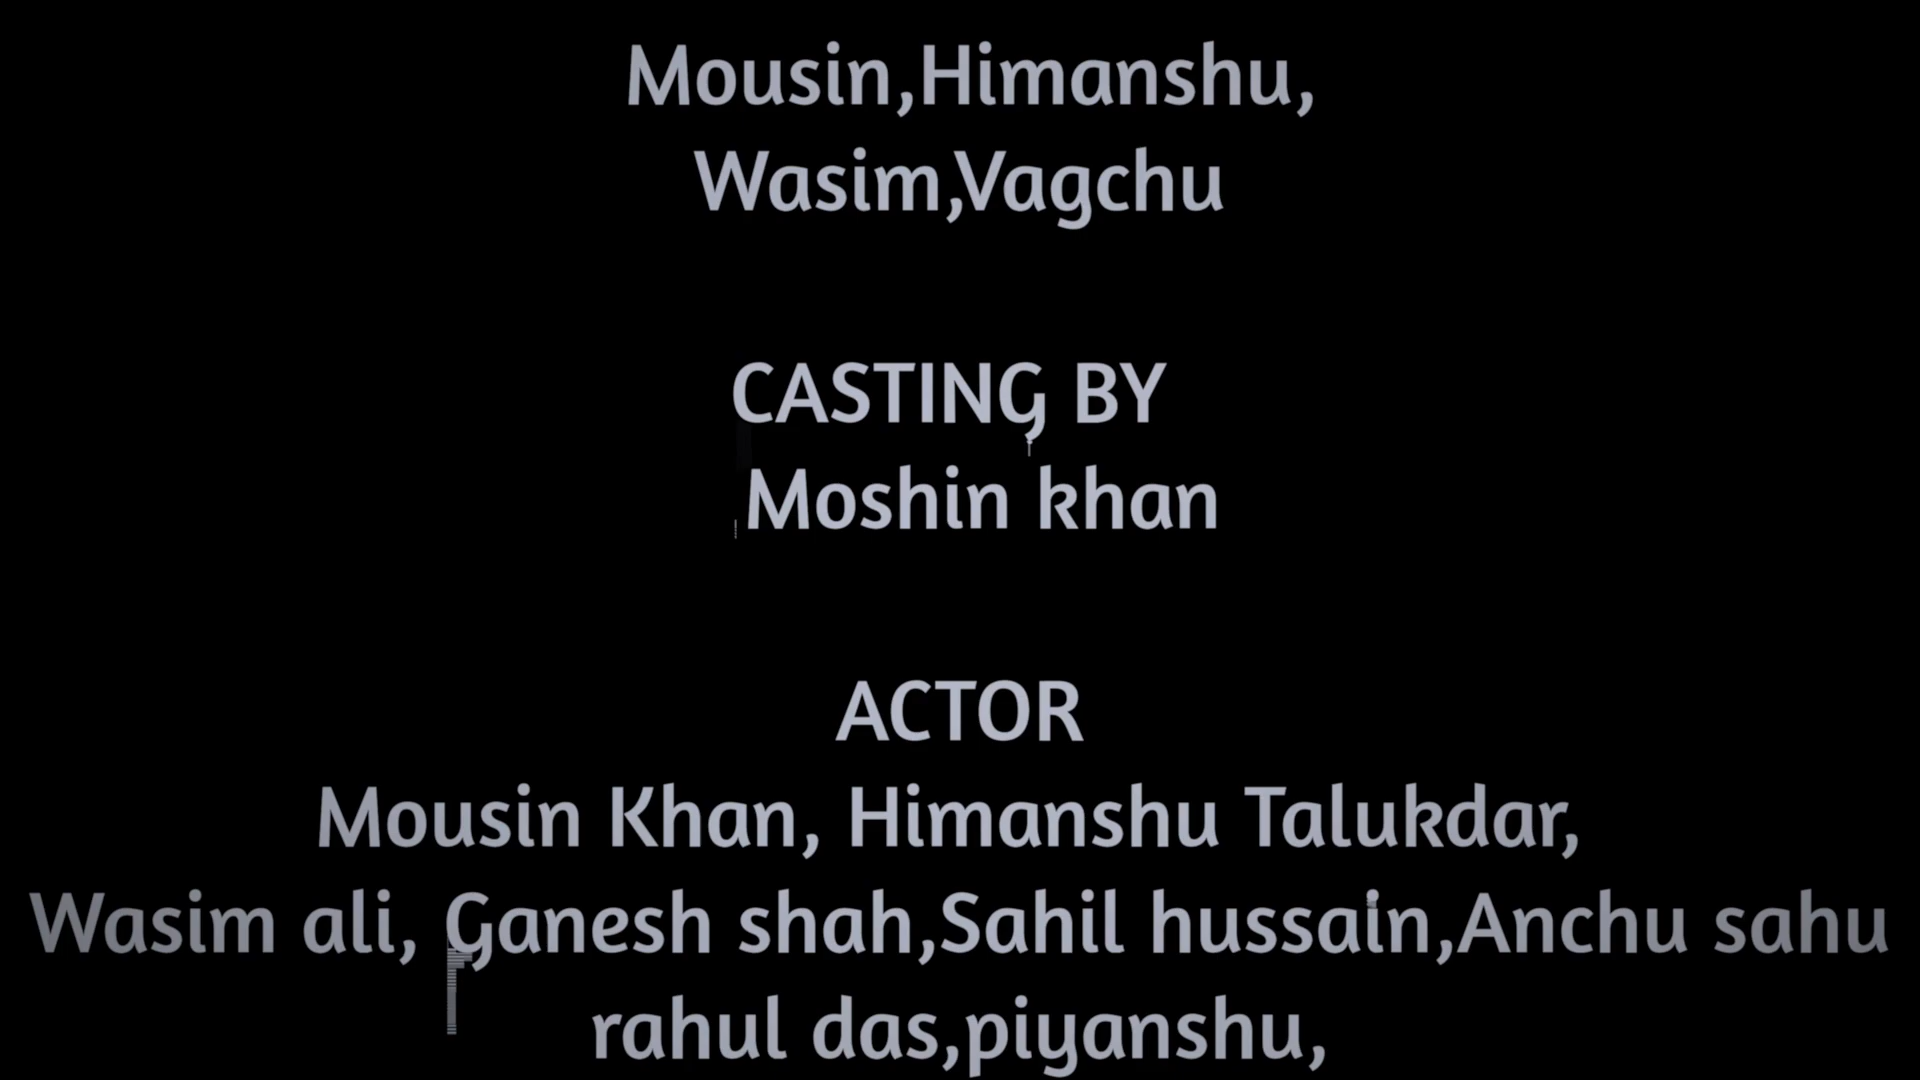 Mousin,Himanshu,
Wasim,Vagchu
CASTING BY
Moshin khan
ACTOR
Mousin Khan, Himanshu Talukdar,
Wasim ali, Ganesh shah,Sahil hussain,Anchu sahu
rahul das,piyanshu,